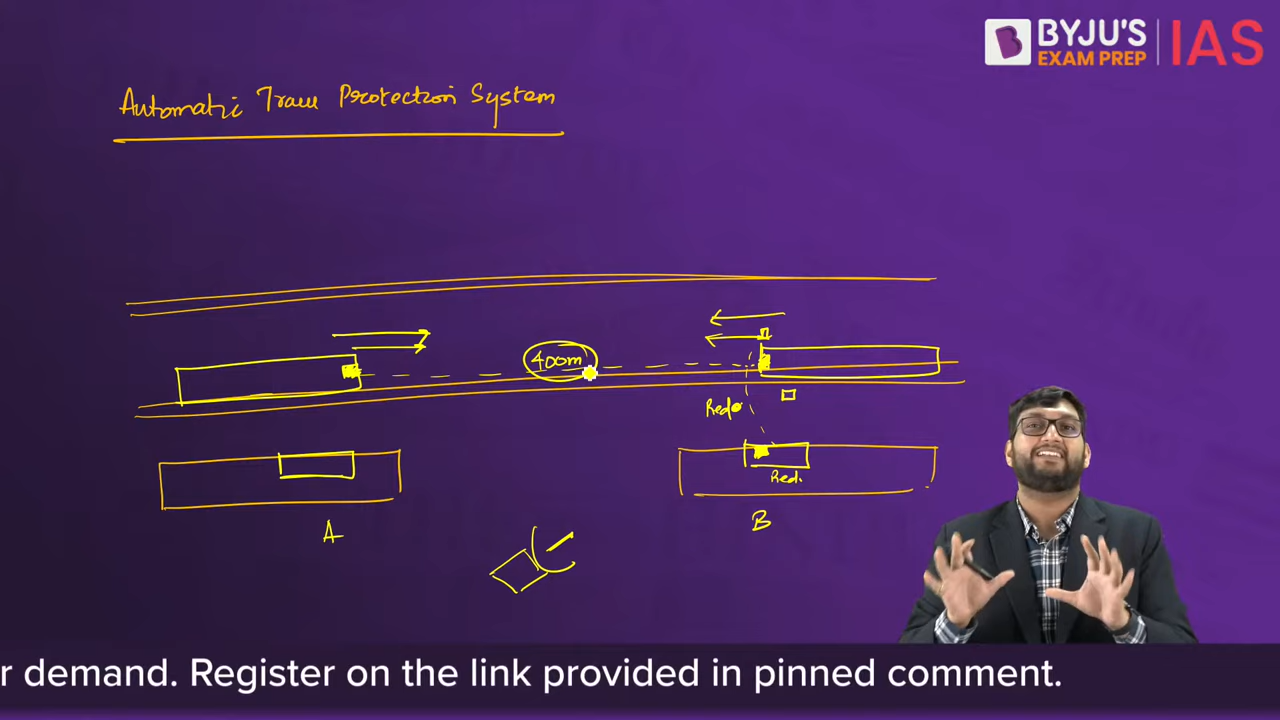 BYJU'S
EXAM PREP
IAS
Automatic Train Protection System
400m
Red
Red.
A
B
r demand. Register on the link provided in pinned comment.